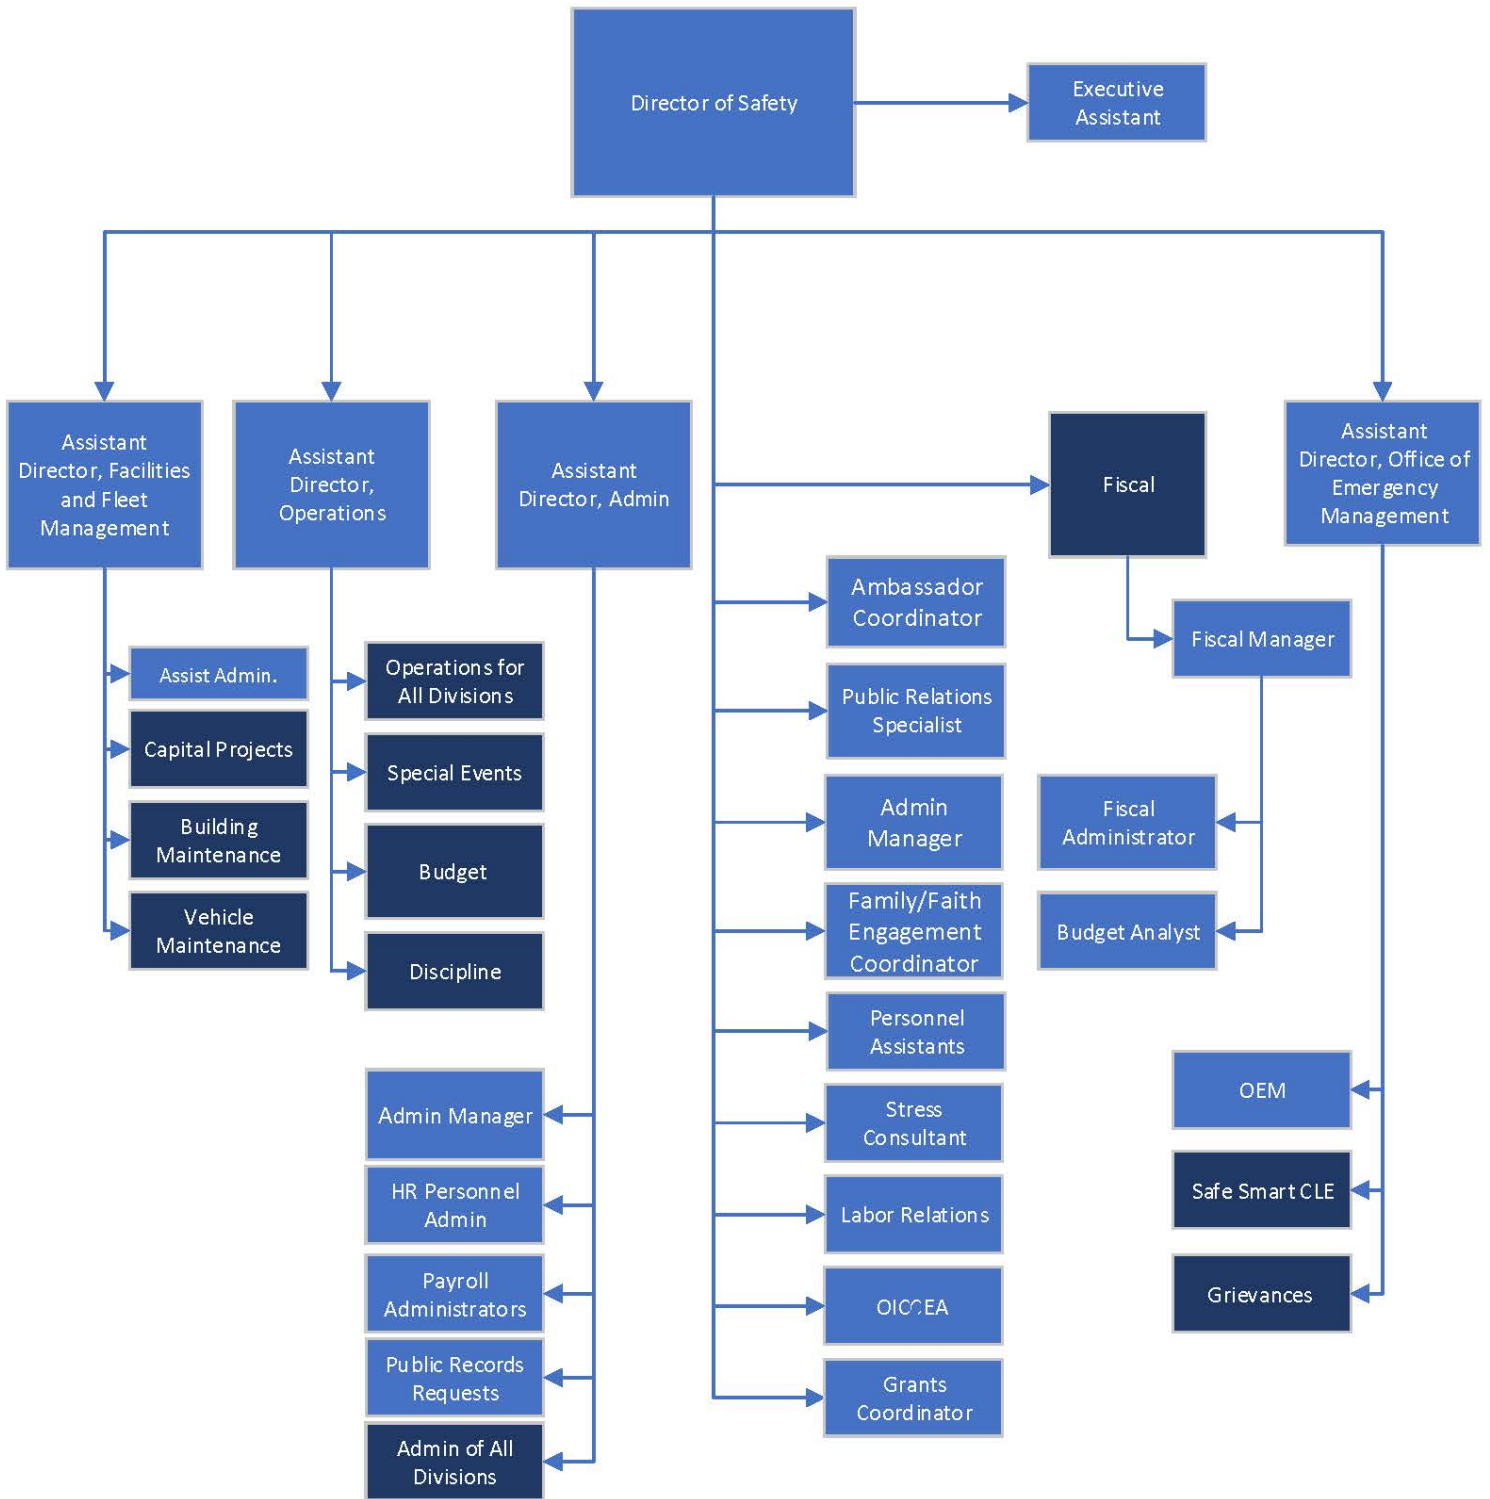 Director of Safety
Executive
Assistant
Assistant
Director, Facilities
and Fleet
Management
Assistant
Director,
Operations
Assistant
Director, Admin
Fiscal
Assistant
Director, Office of
Emergency
Management
Assist Admin.
Capital Projects
Building
Maintenance
Vehicle
Maintenance
Operations for
All Divisions
Special Events
Budget
Discipline
Admin Manager
HR Personnel
Admin
Payroll
Administrators
Public Records
Requests
Admin of All
Divisions
Ambassador
Coordinator
Public Relations
Specialist
Admin
Manager
Family/Faith
Engagement
Coordinator
Personnel
Assistants
Stress
Consultant
Labor Relations
Grants
Coordinator
Fiscal Manager
Fiscal
Administrator
Budget Analyst
OEM
Safe Smart CLE
Grievances